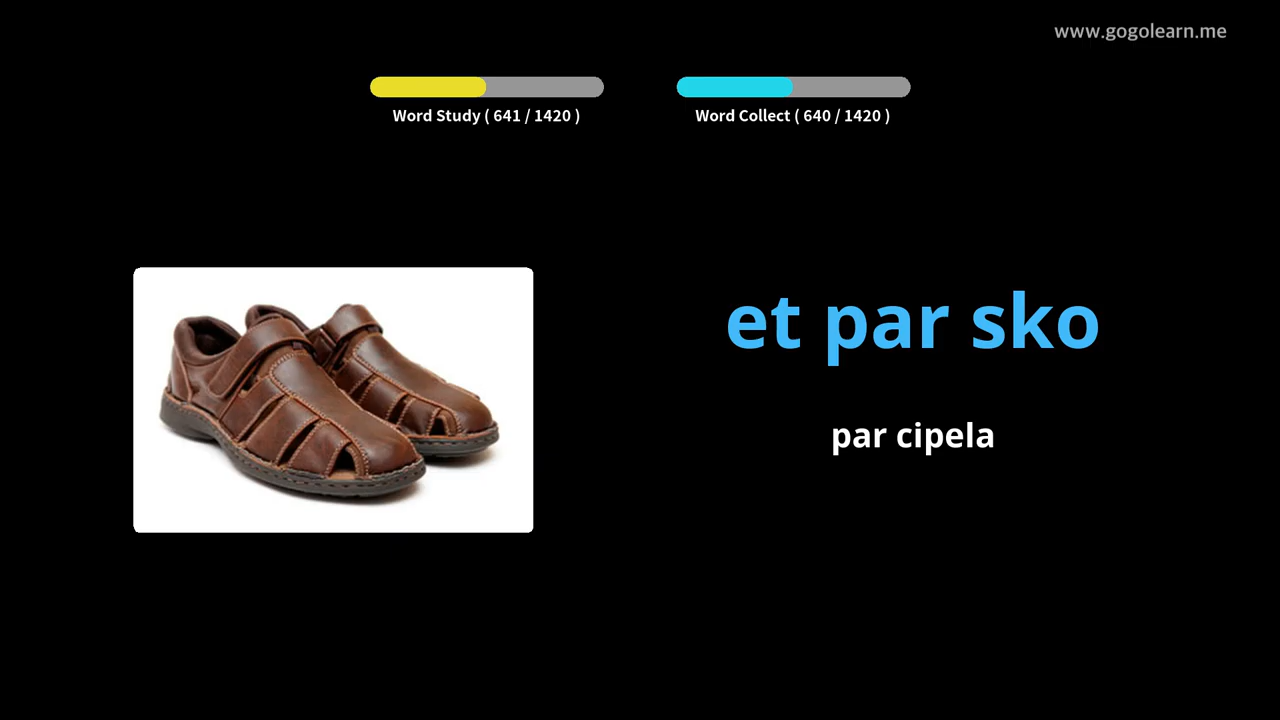 www.gogolearn.me
Word Study ( 641 / 1420 )
Word Collect ( 640 / 1420 )
et par sko
par cipela